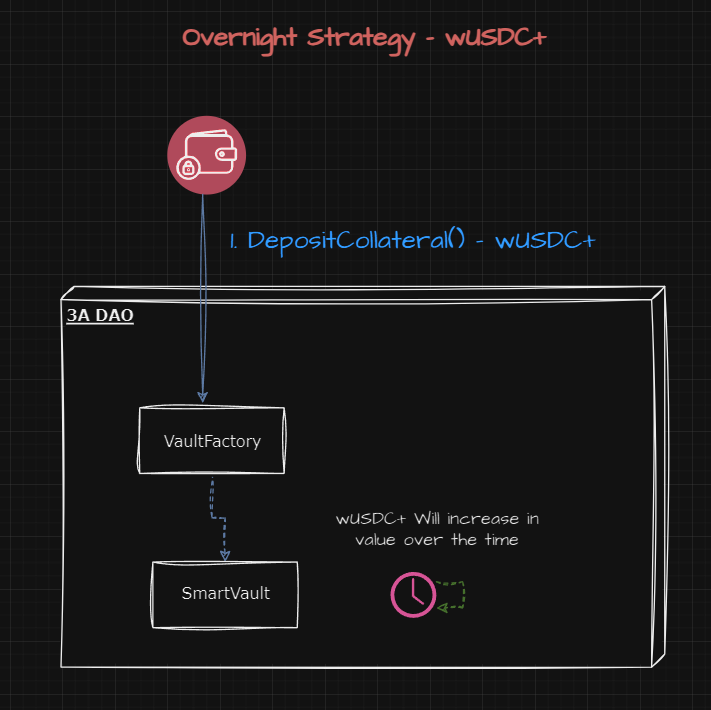 Overnight Strategy - wUSDC+
1. DepositCollateral() - wUSDC+
3A DAO
VaultFactory
wUSDC+ Will increase in
value over the time
SmartVault